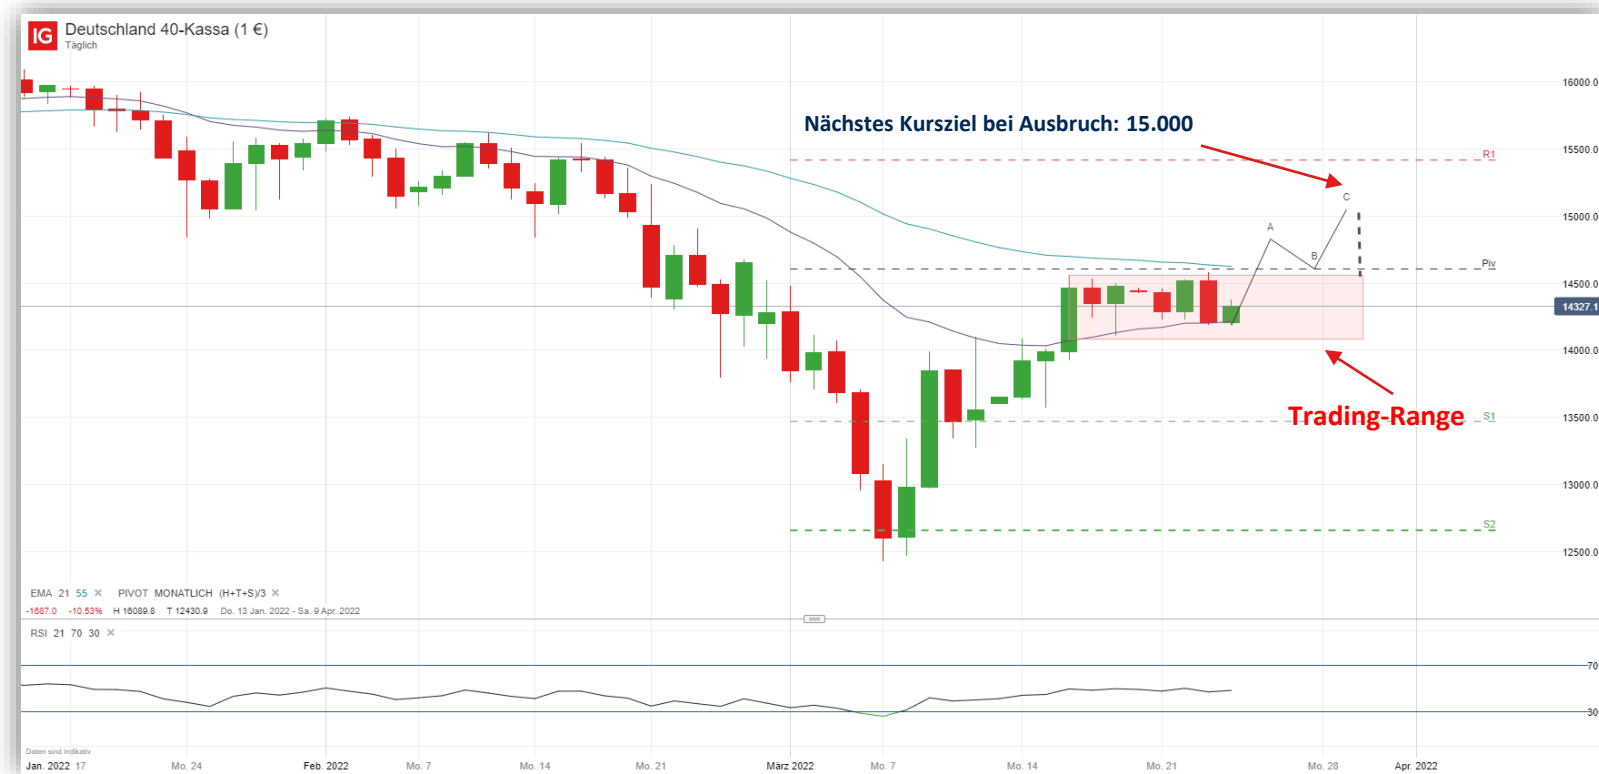 IG
Deutschland 40-Kassa (1 €)
Täglich
Nächstes Kursziel bei Ausbruch: 15.000
16000.0
R1
15500.0
C
15000.0
A
B
Piv
14500.0
14327.1
14000.0
Trading-Range
S1
13500.0
13000.0
S2
12500.0
EMA 21 55 × PIVOT MONATLICH (H+T+S)/3 ×
-1687.0 -10.53% H 16089.8 T 12430.9 Do. 13 Jan. 2022 - Sa. 9 Apr. 2022
RSI 21 70 30 ×
70
30
Daten sind indikativ
Jan. 2022 17 Mo. 24 Feb. 2022 Mo. 7 Mo. 14 Mo. 21 März 2022 Mo. 7 Mo. 14 Mo. 21 Mo. 28 Apr. 2022